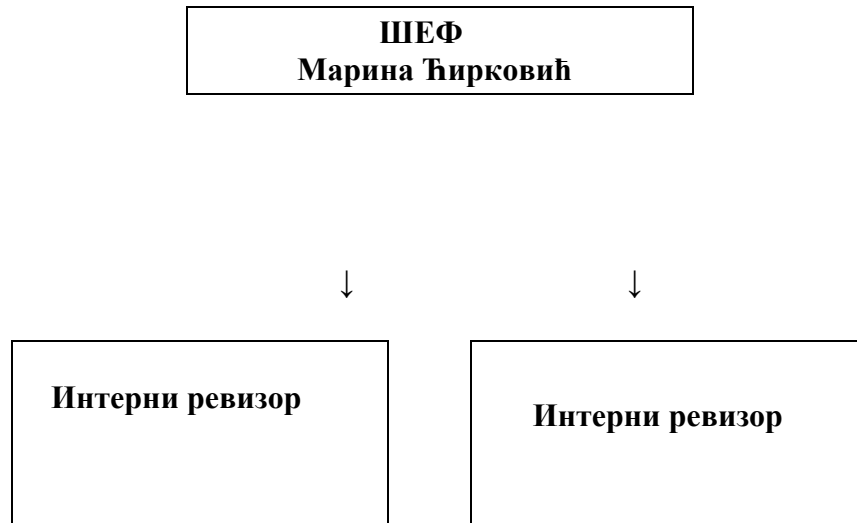 ШЕФ
Марина Ћирковић
↓ ↓
Интерни ревизор
Интерни ревизор